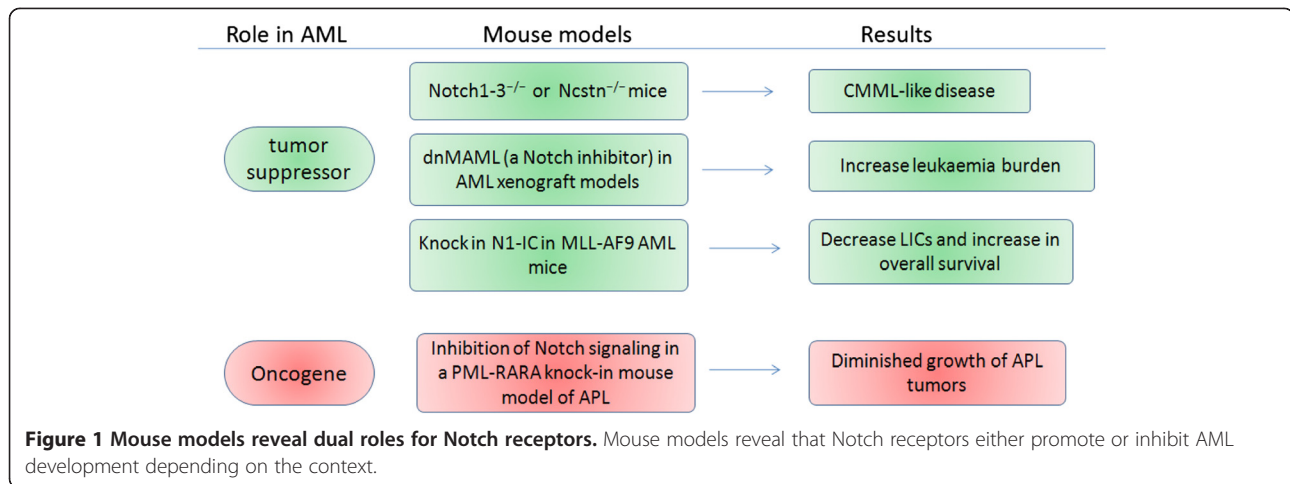 Role in AML Mouse models Results
Notch1-3⁻/⁻ or Ncstn⁻/⁻ mice
CMML-like disease
tumor
suppressor
dnMAML (a Notch inhibitor) in
AML xenograft models
Increase leukaemia burden
Knock in N1-IC in MLL-AF9 AML
mice
Decrease LICs and increase in
overall survival
Oncogene
Inhibition of Notch signaling in
a PML-RARA knock-in mouse
model of APL
Diminished growth of APL
tumors
Figure 1 Mouse models reveal dual roles for Notch receptors. Mouse models reveal that Notch receptors either promote or inhibit AML
development depending on the context.